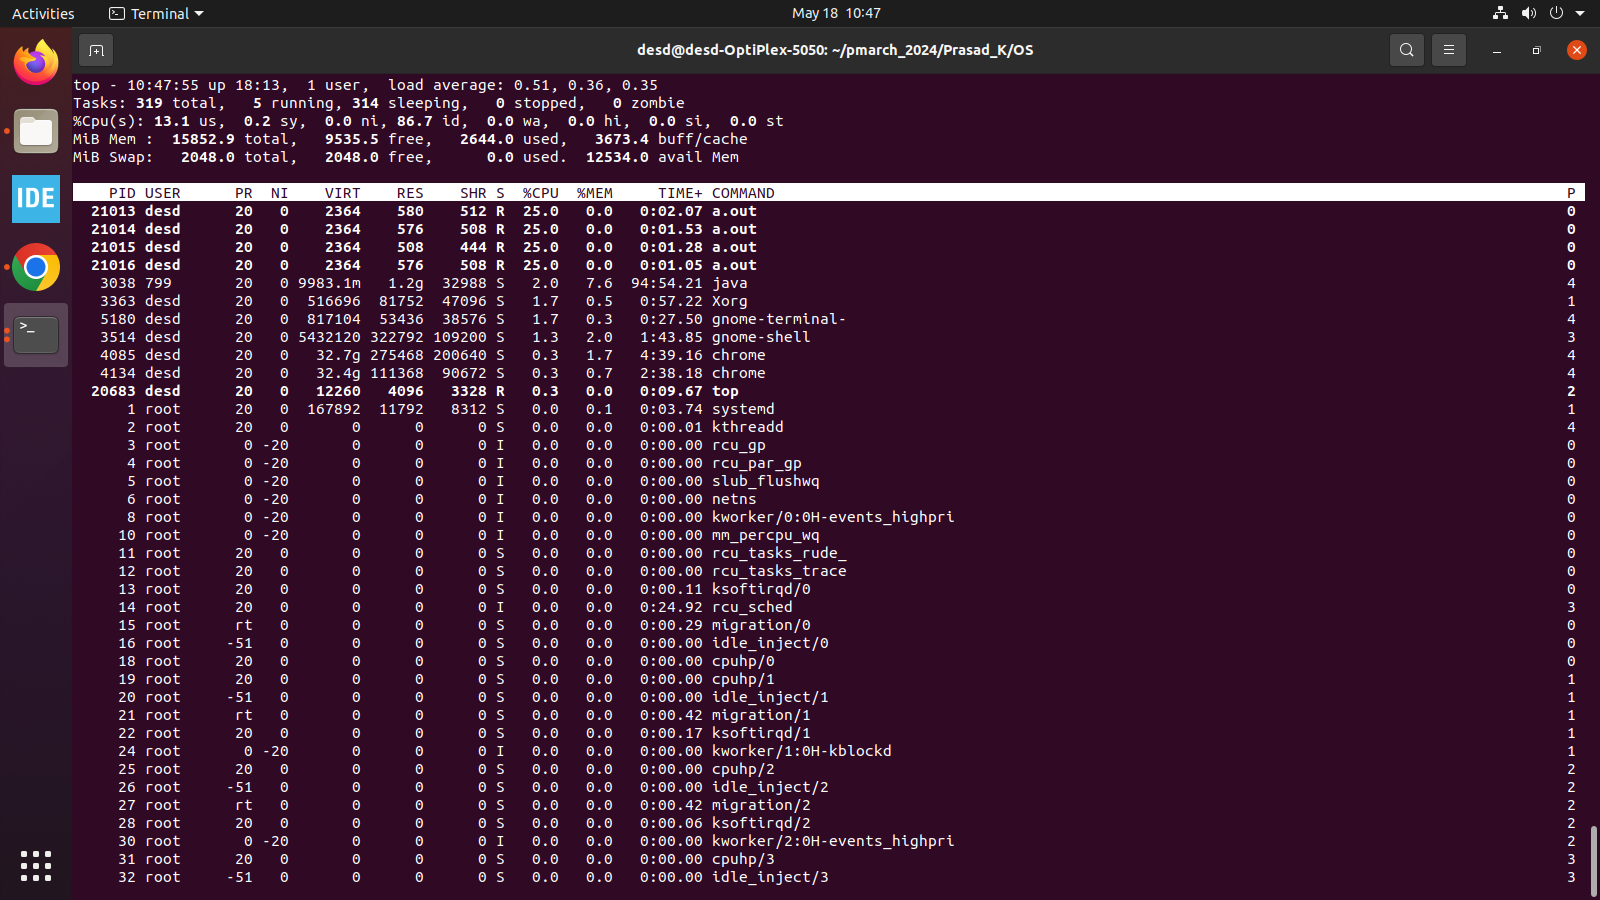 Activities Terminal May 18 10:47
desd@desd-OptiPlex-5050: ~/pmarch_2024/Prasad_K/OS
top - 10:47:55 up 18:13, 1 user, load average: 0.51, 0.36, 0.35
Tasks: 319 total, 5 running, 314 sleeping, 0 stopped, 0 zombie
%Cpu(s): 13.1 us, 0.2 sy, 0.0 ni, 86.7 id, 0.0 wa, 0.0 hi, 0.0 si, 0.0 st
MiB Mem : 15852.9 total, 9535.5 free, 2644.0 used, 3673.4 buff/cache
MiB Swap: 2048.0 total, 2048.0 free, 0.0 used. 12534.0 avail Mem
PID USER PR NI VIRT RES SHR S %CPU %MEM TIME+ COMMAND P
21013 desd 20 0 2364 580 512 R 25.0 0.0 0:02.07 a.out 0
21014 desd 20 0 2364 576 508 R 25.0 0.0 0:01.53 a.out 0
21015 desd 20 0 2364 508 444 R 25.0 0.0 0:01.28 a.out 0
21016 desd 20 0 2364 576 508 R 25.0 0.0 0:01.05 a.out 0
3038 799 20 0 9983.1m 1.2g 32988 S 2.0 7.6 94:54.21 java 4
3363 desd 20 0 516696 81752 47096 S 1.7 0.5 0:57.22 Xorg 1
5180 desd 20 0 817104 53436 38576 S 1.7 0.3 0:27.50 gnome-terminal- 4
3514 desd 20 0 5432120 322792 109200 S 1.3 2.0 1:43.85 gnome-shell 3
4085 desd 20 0 32.7g 275468 200640 S 0.3 1.7 4:39.16 chrome 4
4134 desd 20 0 32.4g 111368 90672 S 0.3 0.7 2:38.18 chrome 4
20683 desd 20 0 12260 4096 3328 R 0.3 0.0 0:09.67 top 2
1 root 20 0 167892 11792 8312 S 0.0 0.1 0:03.74 systemd 1
2 root 20 0 0 0 0 S 0.0 0.0 0:00.01 kthreadd 4
3 root 0 -20 0 0 0 I 0.0 0.0 0:00.00 rcu_gp 0
4 root 0 -20 0 0 0 I 0.0 0.0 0:00.00 rcu_par_gp 0
5 root 0 -20 0 0 0 I 0.0 0.0 0:00.00 slub_flushwq 0
6 root 0 -20 0 0 0 I 0.0 0.0 0:00.00 netns 0
8 root 0 -20 0 0 0 I 0.0 0.0 0:00.00 kworker/0:0H-events_highpri 0
10 root 0 -20 0 0 0 I 0.0 0.0 0:00.00 mm_percpu_wq 0
11 root 20 0 0 0 0 S 0.0 0.0 0:00.00 rcu_tasks_rude_ 0
12 root 20 0 0 0 0 S 0.0 0.0 0:00.00 rcu_tasks_trace 0
13 root 20 0 0 0 0 S 0.0 0.0 0:00.11 ksoftirqd/0 0
14 root 20 0 0 0 0 I 0.0 0.0 0:24.92 rcu_sched 3
15 root rt 0 0 0 0 S 0.0 0.0 0:00.29 migration/0 0
16 root -51 0 0 0 0 S 0.0 0.0 0:00.00 idle_inject/0 0
18 root 20 0 0 0 0 S 0.0 0.0 0:00.00 cpuhp/0 0
19 root 20 0 0 0 0 S 0.0 0.0 0:00.00 cpuhp/1 1
20 root -51 0 0 0 0 S 0.0 0.0 0:00.00 idle_inject/1 1
21 root rt 0 0 0 0 S 0.0 0.0 0:00.42 migration/1 1
22 root 20 0 0 0 0 S 0.0 0.0 0:00.17 ksoftirqd/1 1
24 root 0 -20 0 0 0 I 0.0 0.0 0:00.00 kworker/1:0H-kblockd 1
25 root 20 0 0 0 0 S 0.0 0.0 0:00.00 cpuhp/2 2
26 root -51 0 0 0 0 S 0.0 0.0 0:00.00 idle_inject/2 2
27 root rt 0 0 0 0 S 0.0 0.0 0:00.42 migration/2 2
28 root 20 0 0 0 0 S 0.0 0.0 0:00.06 ksoftirqd/2 2
30 root 0 -20 0 0 0 I 0.0 0.0 0:00.00 kworker/2:0H-events_highpri 2
31 root 20 0 0 0 0 S 0.0 0.0 0:00.00 cpuhp/3 3
32 root -51 0 0 0 0 S 0.0 0.0 0:00.00 idle_inject/3 3
IDE
>_